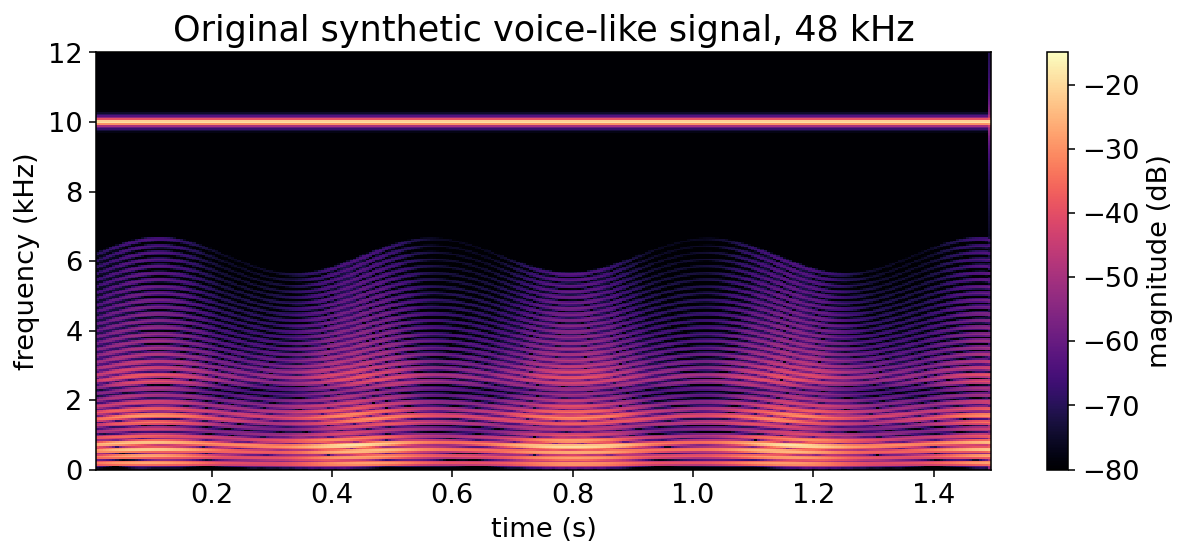 Original synthetic voice-like signal, 48 kHz
12
10
8
6
4
2
0
frequency (kHz)
0.2 0.4 0.6 0.8 1.0 1.2 1.4
time (s)
−20
−30
−40
−50
−60
−70
−80
magnitude (dB)